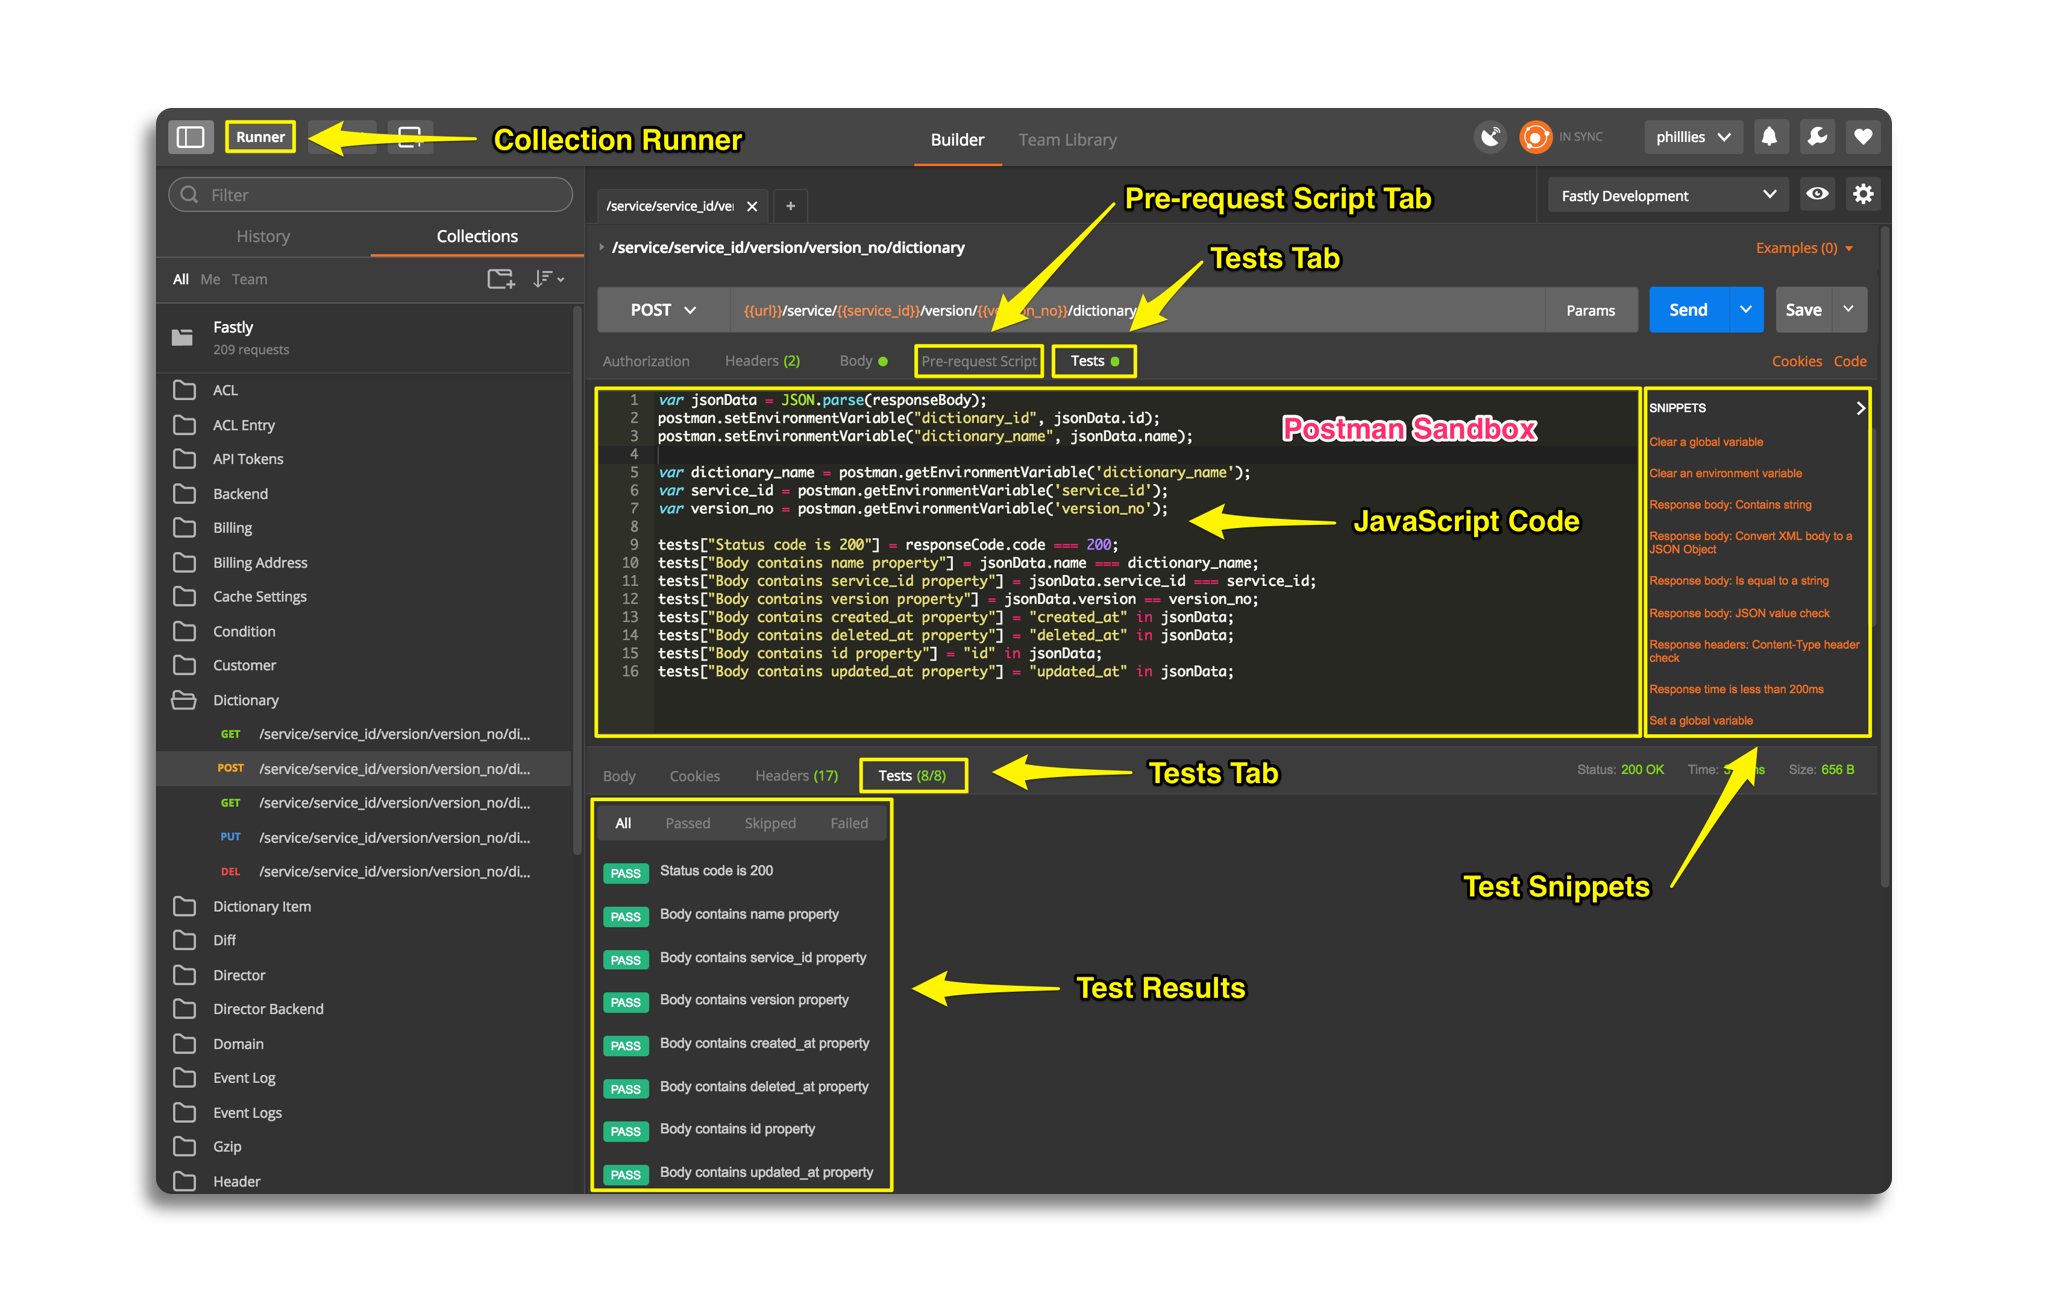 Runner
Collection Runner
Builder
Team Library
IN SYNC
philllies
Filter
History
Collections
All
Me
Team
/service/service_id/ver
+
Pre-request Script Tab
Fastly Development
/service/service_id/version/version_no/dictionary
Examples (0)
Tests Tab
POST
{{url}}/service/{{service_id}}/version/{{version_no}}/dictionary
Params
Send
Save
Authorization
Headers (2)
Body
Pre-request Script
Tests
Cookies
Code
1 var jsonData = JSON.parse(responseBody);
2 postman.setEnvironmentVariable("dictionary_id", jsonData.id);
3 postman.setEnvironmentVariable("dictionary_name", jsonData.name);
4
5 var dictionary_name = postman.getEnvironmentVariable('dictionary_name');
6 var service_id = postman.getEnvironmentVariable('service_id');
7 var version_no = postman.getEnvironmentVariable('version_no');
8
9 tests["Status code is 200"] = responseCode.code === 200;
10 tests["Body contains name property"] = jsonData.name === dictionary_name;
11 tests["Body contains service_id property"] = jsonData.service_id === service_id;
12 tests["Body contains version property"] = jsonData.version == version_no;
13 tests["Body contains created_at property"] = "created_at" in jsonData;
14 tests["Body contains deleted_at property"] = "deleted_at" in jsonData;
15 tests["Body contains id property"] = "id" in jsonData;
16 tests["Body contains updated_at property"] = "updated_at" in jsonData;
Postman Sandbox
JavaScript Code
SNIPPETS
Clear a global variable
Clear an environment variable
Response body: Contains string
Response body: Convert XML body to a
JSON Object
Response body: Is equal to a string
Response body: JSON value check
Response headers: Content-Type header
check
Response time is less than 200ms
Set a global variable
Fastly
209 requests
ACL
ACL Entry
API Tokens
Backend
Billing
Billing Address
Cache Settings
Condition
Customer
Dictionary
GET /service/service_id/version/version_no/di...
POST /service/service_id/version/version_no/di...
GET /service/service_id/version/version_no/di...
PUT /service/service_id/version/version_no/di...
DEL /service/service_id/version/version_no/di...
Dictionary Item
Diff
Director
Director Backend
Domain
Event Log
Event Logs
Gzip
Header
Body
Cookies
Headers (17)
Tests (8/8)
Tests Tab
Status: 200 OK
Time:
Size: 656 B
All
Passed
Skipped
Failed
PASS Status code is 200
PASS Body contains name property
PASS Body contains service_id property
PASS Body contains version property
PASS Body contains created_at property
PASS Body contains deleted_at property
PASS Body contains id property
PASS Body contains updated_at property
Test Results
Test Snippets